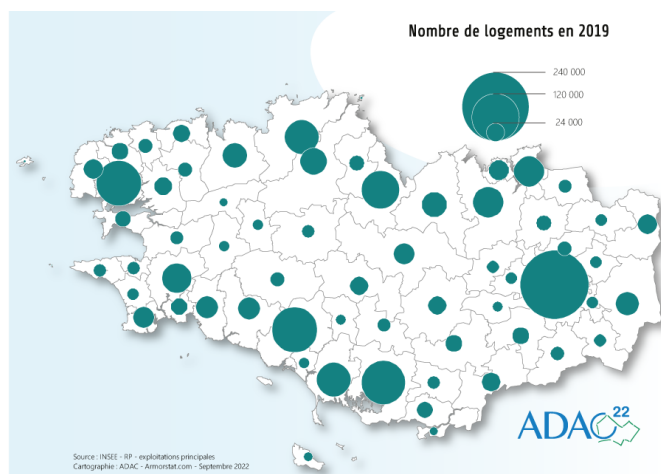 Nombre de logements en 2019
240 000
120 000
24 000
ADAC 22
Source : INSEE - RP - exploitations principales
Cartographie : ADAC - Armorstat.com - Septembre 2022